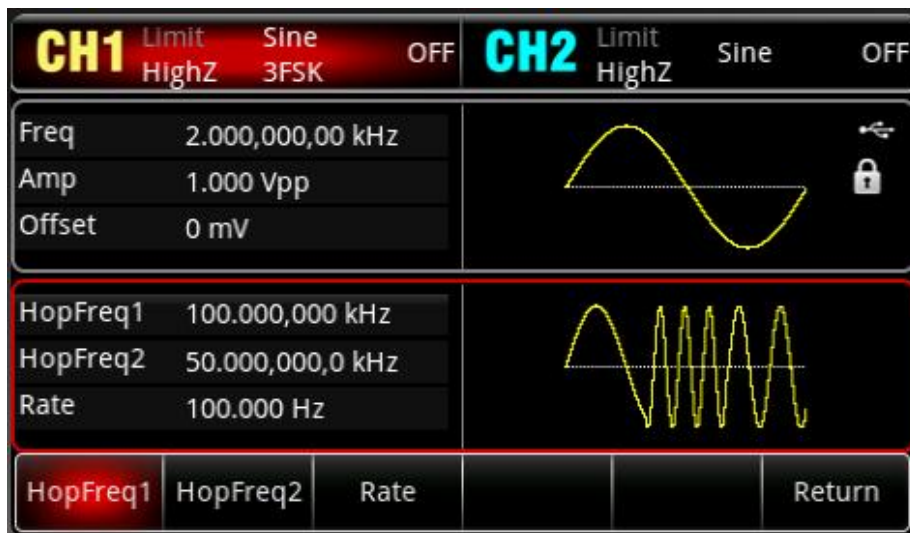 CH1 Limit Sine OFF CH2 Limit Sine OFF
HighZ 3FSK HighZ
Freq 2.000,000,00 kHz
Amp 1.000 Vpp
Offset 0 mV
HopFreq1 100.000,000 kHz
HopFreq2 50.000,000,0 kHz
Rate 100.000 Hz
HopFreq1 HopFreq2 Rate Return